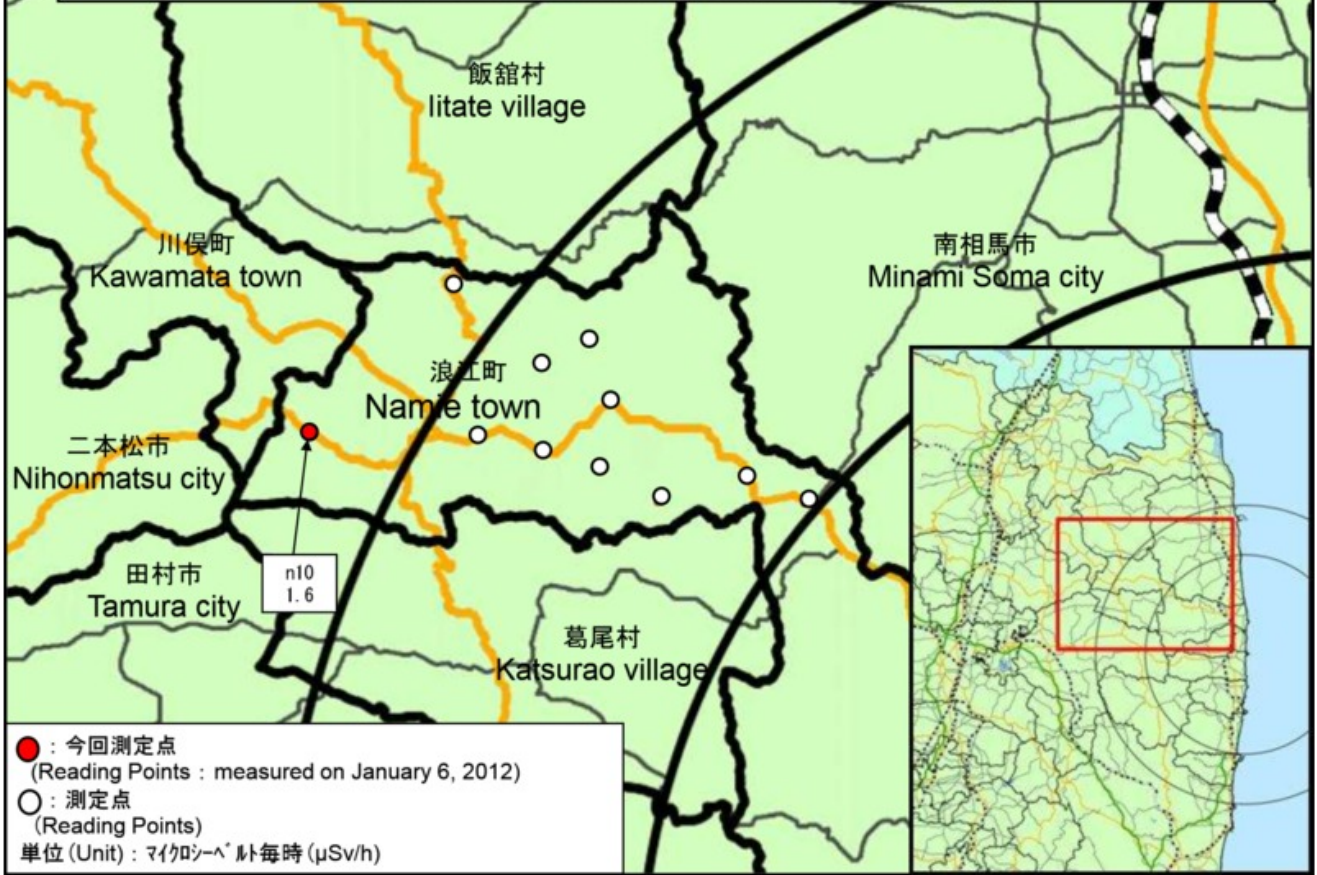 飯舘村
Iitate village
川俣町
Kawamata town
南相馬市
Minami Soma city
浪江町
Namie town
二本松市
Nihonmatsu city
田村市
Tamura city
n10
1.6
葛尾村
Katsurao village
：今回測定点
(Reading Points：measured on January 6, 2012)
：測定点
(Reading Points)
単位(Unit)：ﾏｲｸﾛｼｰﾍﾞﾙﾄ毎時(μSv/h)